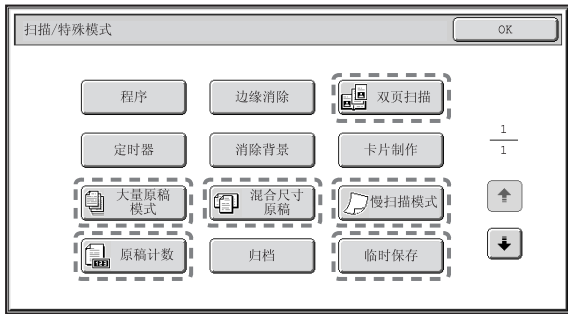 扫描/特殊模式
OK
程序
边缘消除
双页扫描
定时器
消除背景
卡片制作
1
1
大量原稿
模式
混合尺寸
原稿
慢扫描模式
原稿计数
归档
临时保存